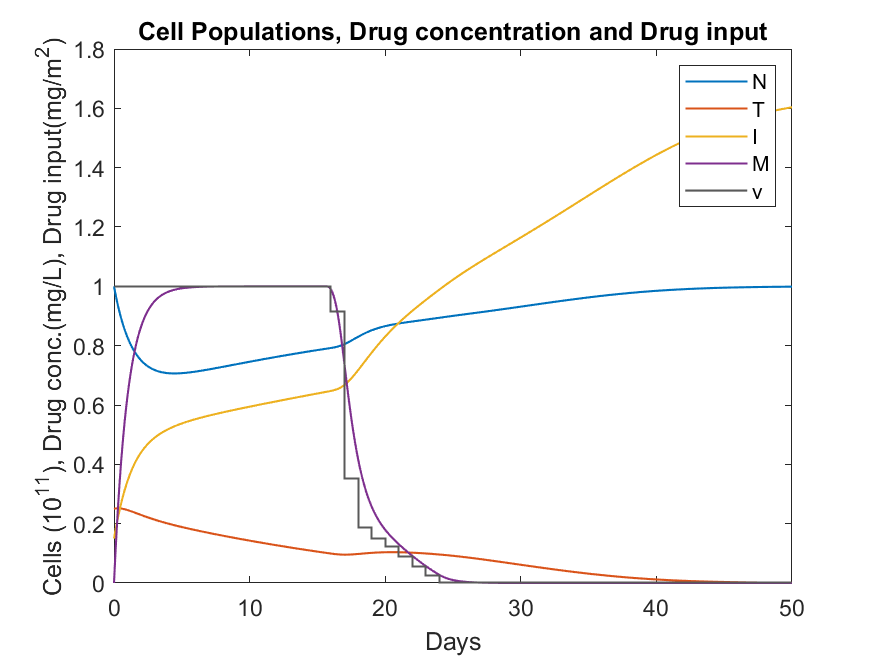 Cell Populations, Drug concentration and Drug input
Cells (10^11), Drug conc.(mg/L), Drug input(mg/m^2)
1.8
1.6
1.4
1.2
1
0.8
0.6
0.4
0.2
0
N
T
I
M
v
0 10 20 30 40 50
Days